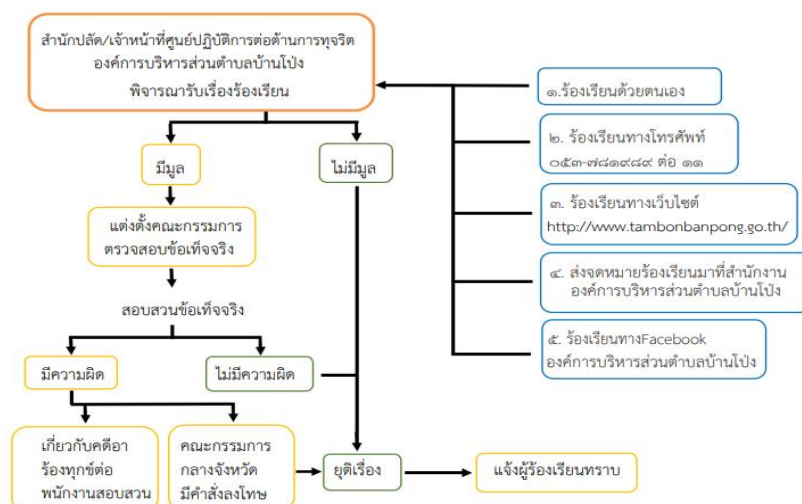 สำนักปลัด/เจ้าหน้าที่ศูนย์ปฏิบัติการต่อต้านการทุจริต
องค์การบริหารส่วนตำบลบ้านโป่ง
พิจารณารับเรื่องร้องเรียน
๑.ร้องเรียนด้วยตนเอง
๒. ร้องเรียนทางโทรศัพท์
๐๕๓-๗๘๑๙๘๙ ต่อ ๑๑
๓. ร้องเรียนทางเว็บไซต์
http://www.tambonbanpong.go.th/
๔. ส่งจดหมายร้องเรียนมาที่สำนักงาน
องค์การบริหารส่วนตำบลบ้านโป่ง
๕. ร้องเรียนทางFacebook
องค์การบริหารส่วนตำบลบ้านโป่ง
มีมูล
ไม่มีมูล
แต่งตั้งคณะกรรมการ
ตรวจสอบข้อเท็จจริง
สอบสวนข้อเท็จจริง
มีความผิด
ไม่มีความผิด
เกี่ยวกับคดีอา
ร้องทุกข์ต่อ
พนักงานสอบสวน
คณะกรรมการ
กลางจังหวัด
มีคำสั่งลงโทษ
ยุติเรื่อง
แจ้งผู้ร้องเรียนทราบ